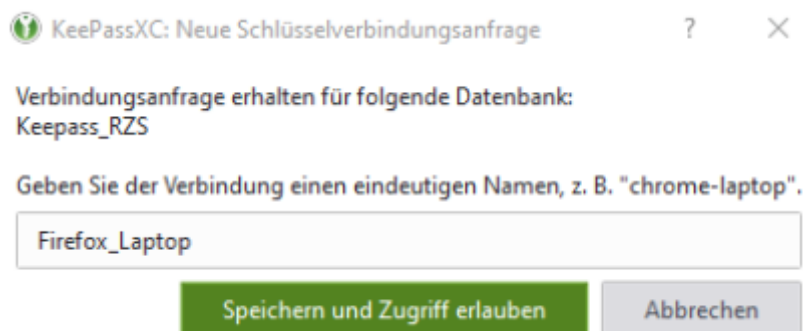 KeePassXC: Neue Schlüsselverbindungsanfrage ?
Verbindungsanfrage erhalten für folgende Datenbank:
Keepass_RZS
Geben Sie der Verbindung einen eindeutigen Namen, z. B. "chrome-laptop".
Firefox_Laptop
Speichern und Zugriff erlauben Abbrechen